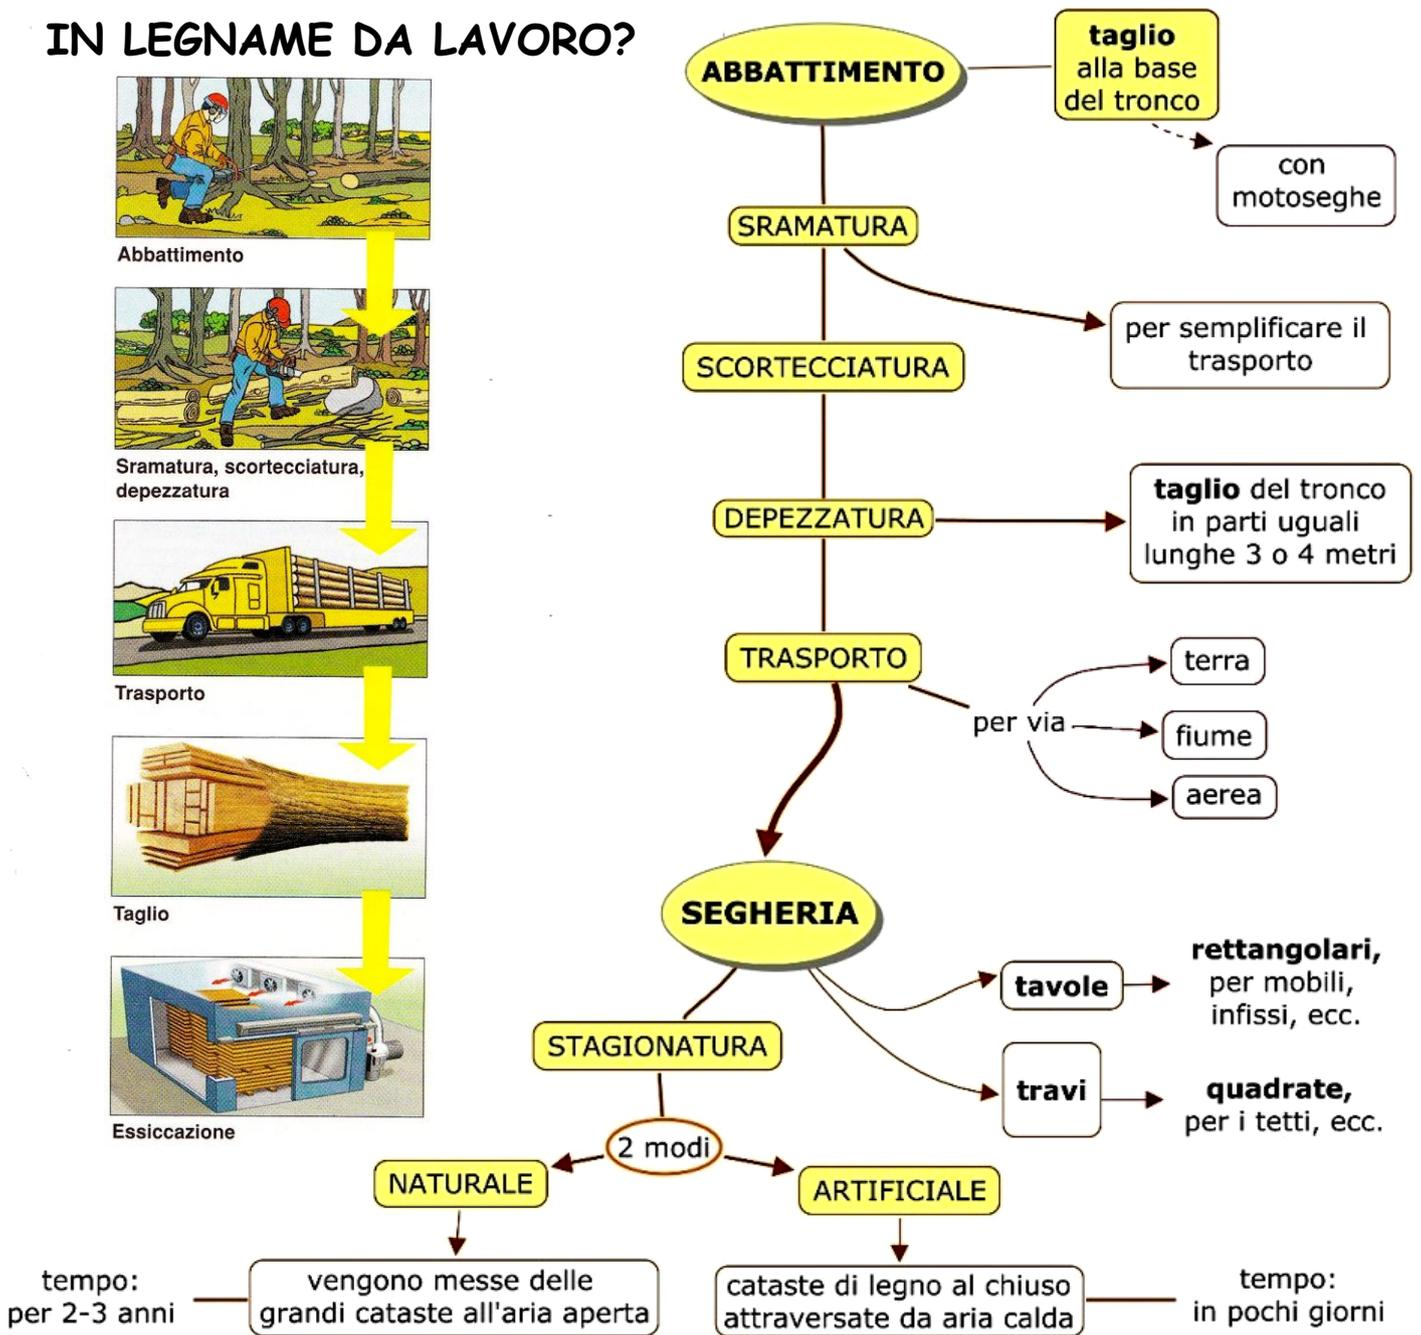 IN LEGNAME DA LAVORO?
Abbattimento
Sramatura, scortecciatura,
depezzatura
Trasporto
Taglio
Essiccazione
ABBATTIMENTO
taglio
alla base
del tronco
con
motoseghe
SRAMATURA
per semplificare il
trasporto
SCORTECCIATURA
DEPEZZATURA
taglio del tronco
in parti uguali
lunghe 3 o 4 metri
TRASPORTO
per via
terra
fiume
aerea
SEGHERIA
tavole
rettangolari,
per mobili,
infissi, ecc.
travi
quadrate,
per i tetti, ecc.
STAGIONATURA
2 modi
NATURALE
vengono messe delle
grandi cataste all'aria aperta
tempo:
per 2-3 anni
ARTIFICIALE
cataste di legno al chiuso
attraversate da aria calda
tempo:
in pochi giorni